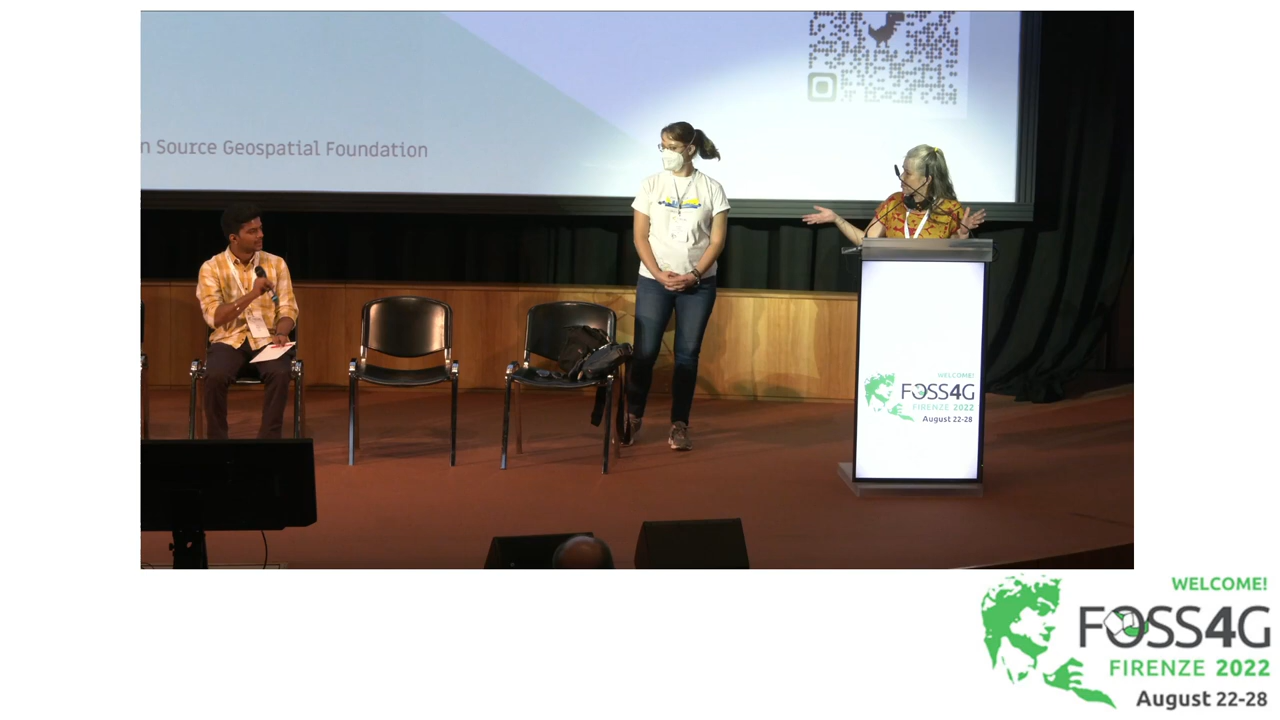 n Source Geospatial Foundation
WELCOME!
FOSS4G
FIRENZE 2022
August 22-28
WELCOME!
FOSS4G
FIRENZE 2022
August 22-28